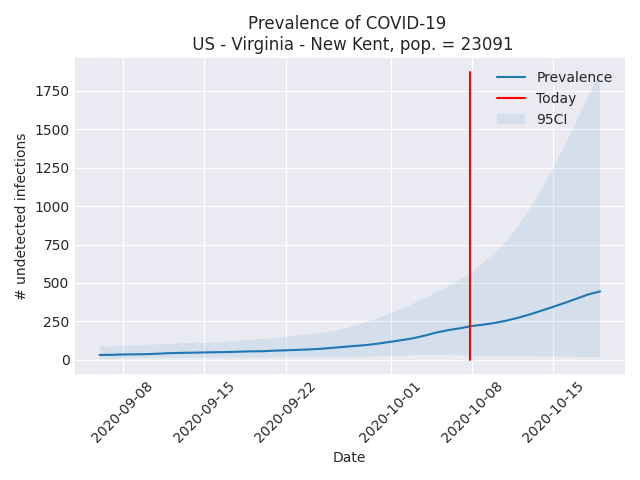 Prevalence of COVID-19
US - Virginia - New Kent, pop. = 23091
Prevalence
Today
95CI
1750
1500
1250
1000
750
500
250
0
# undetected infections
2020-09-08
2020-09-15
2020-09-22
2020-10-01
2020-10-08
2020-10-15
Date